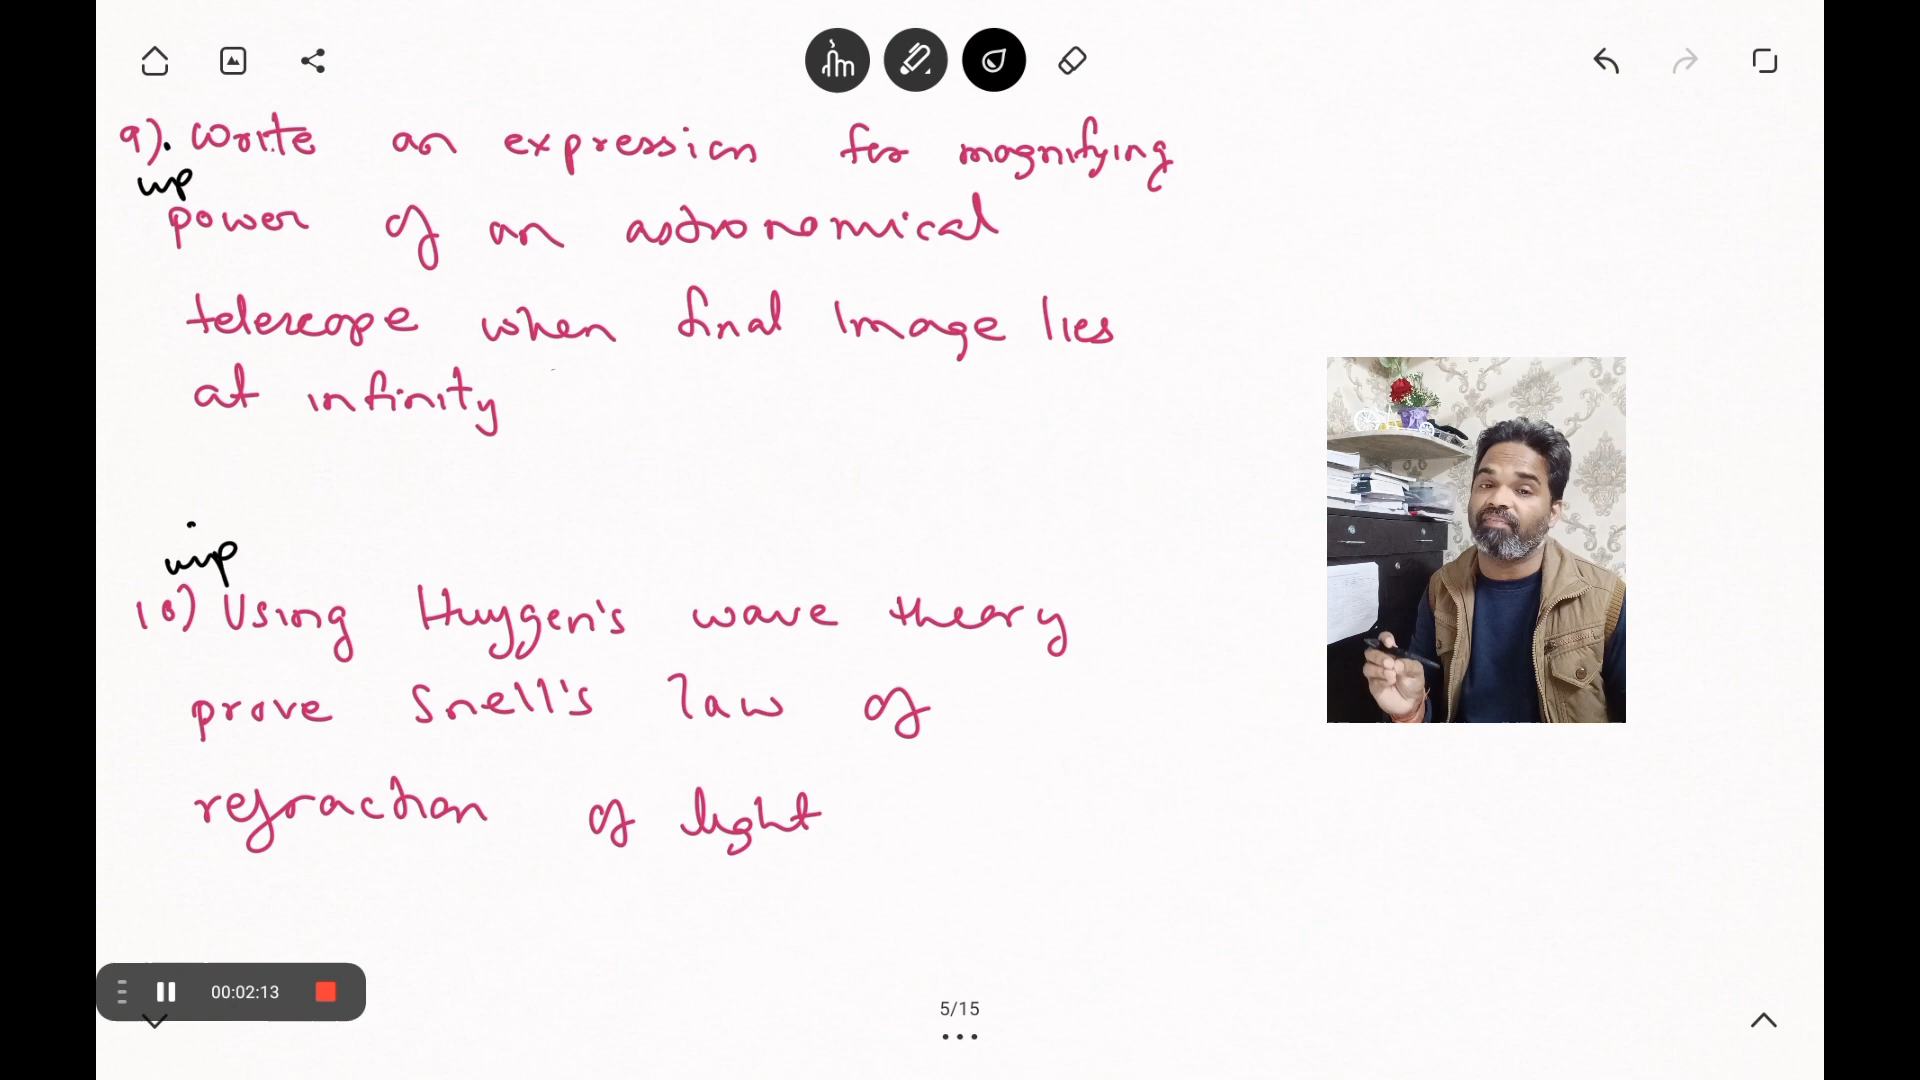 9). Write an expression for magnifying
imp
power of an astronomical
telescope when final Image lies
at infinity
imp
10) Using Huygen's wave theory
prove Snell's law of
refraction of light
00:02:13
5/15